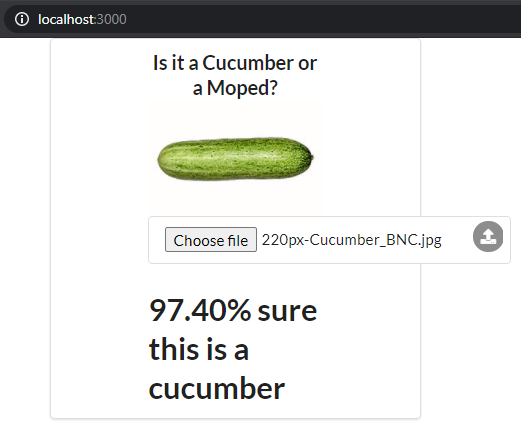 localhost:3000
Is it a Cucumber or
a Moped?
Choose file 220px-Cucumber_BNC.jpg
97.40% sure
this is a
cucumber